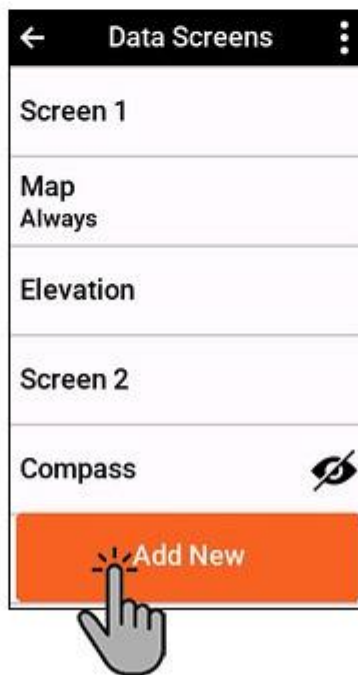 Data Screens
Screen 1
Map
Always
Elevation
Screen 2
Compass
Add New